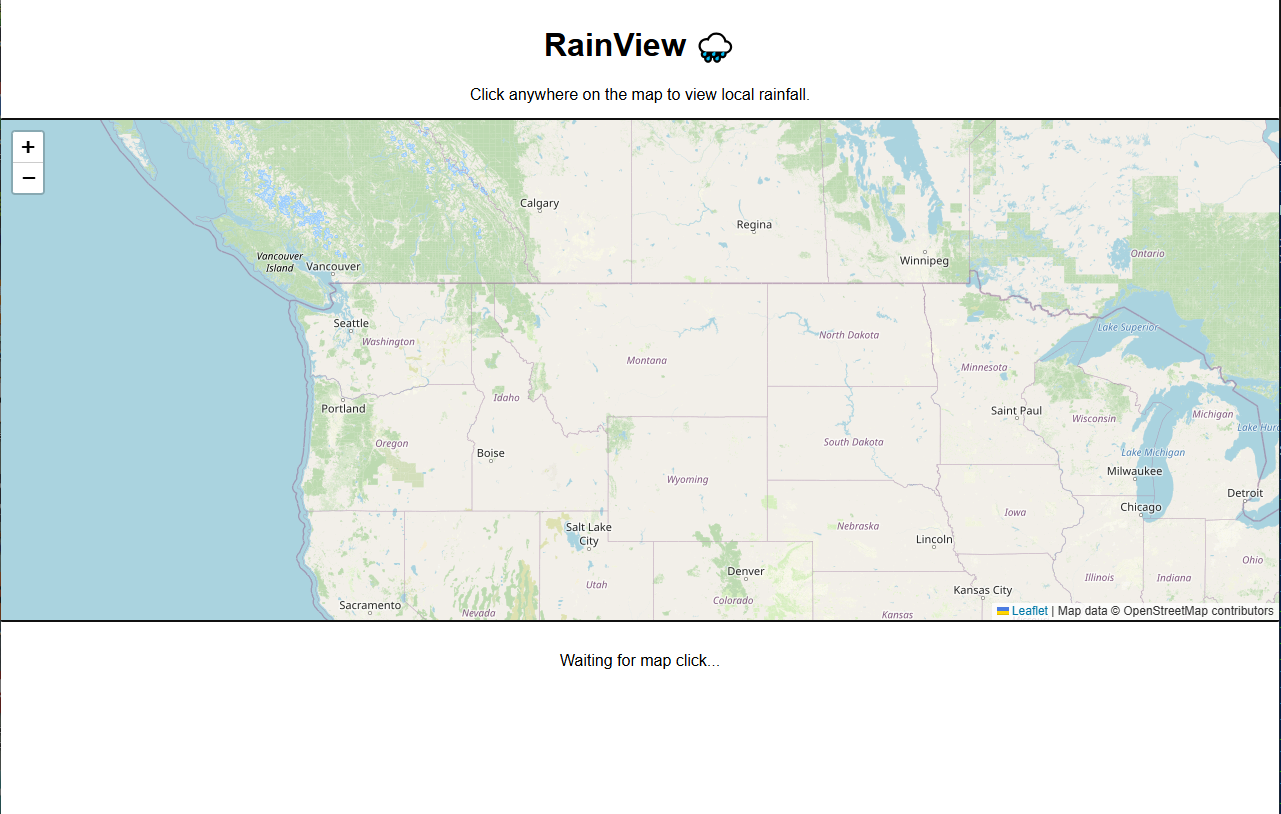 RainView
Click anywhere on the map to view local rainfall.
+
−
Calgary
Regina
Winnipeg
Ontario
Vancouver
Island
Vancouver
Seattle
Washington
Montana
North Dakota
Minnesota
Lake Superior
Idaho
Portland
Oregon
Boise
South Dakota
Saint Paul
Wisconsin
Michigan
Lake Huro
Lake Michigan
Milwaukee
Wyoming
Detroit
Chicago
Iowa
Nebraska
Lincoln
Salt Lake
City
Denver
Utah
Colorado
Ohio
Illinois
Indiana
Kansas City
Sacramento
Nevada
Kansas
Leaflet | Map data © OpenStreetMap contributors
Waiting for map click...